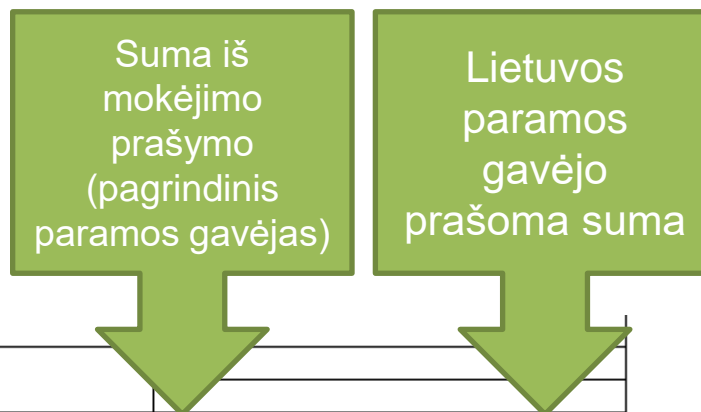 Suma iš
mokėjimo
prašymo
(pagrindinis
paramos gavėjas)
Lietuvos
paramos
gavėjo
prašoma suma